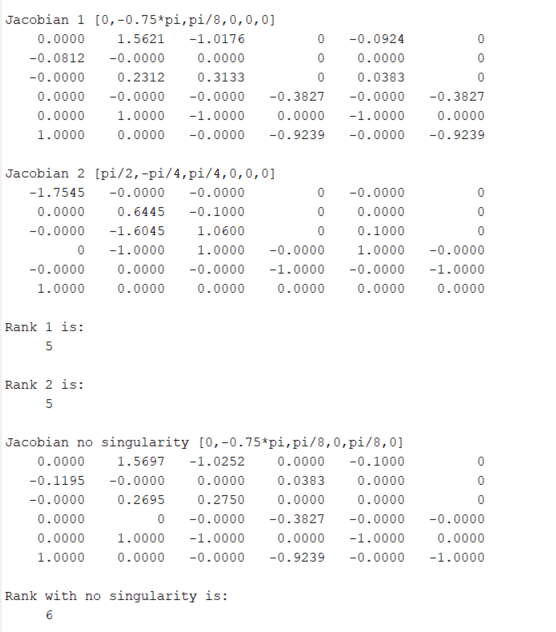 Jacobian 1 [0,-0.75*pi,pi/8,0,0,0]
0.0000 1.5621 -1.0176 0 -0.0924 0
-0.0812 -0.0000 0.0000 0 0.0000 0
-0.0000 0.2312 0.3133 0 0.0383 0
0.0000 -0.0000 -0.0000 -0.3827 -0.0000 -0.3827
0.0000 1.0000 -1.0000 0.0000 -1.0000 0.0000
1.0000 0.0000 -0.0000 -0.9239 -0.0000 -0.9239
Jacobian 2 [pi/2,-pi/4,pi/4,0,0,0]
-1.7545 -0.0000 -0.0000 0 -0.0000 0
0.0000 0.6445 -0.1000 0 0.0000 0
-0.0000 -1.6045 1.0600 0 0.1000 0
0 -1.0000 1.0000 -0.0000 1.0000 -0.0000
-0.0000 0.0000 -0.0000 -1.0000 -0.0000 -1.0000
1.0000 0.0000 0.0000 0.0000 0.0000 0.0000
Rank 1 is:
5
Rank 2 is:
5
Jacobian no singularity [0,-0.75*pi,pi/8,0,pi/8,0]
0.0000 1.5697 -1.0252 0.0000 -0.1000 0
-0.1195 -0.0000 0.0000 0.0383 0.0000 0
-0.0000 0.2695 0.2750 0.0000 0.0000 0
0.0000 0 -0.0000 -0.3827 -0.0000 -0.0000
0.0000 1.0000 -1.0000 0.0000 -1.0000 0.0000
1.0000 0.0000 -0.0000 -0.9239 -0.0000 -1.0000
Rank with no singularity is:
6